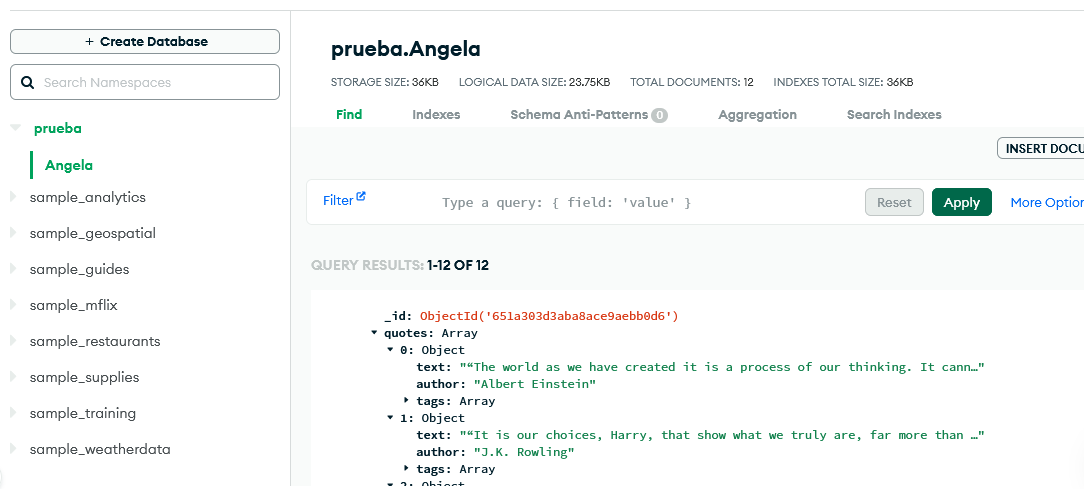 + Create Database
Search Namespaces
prueba
Angela
sample_analytics
sample_geospatial
sample_guides
sample_mflix
sample_restaurants
sample_supplies
sample_training
sample_weatherdata
prueba.Angela
STORAGE SIZE: 36KB LOGICAL DATA SIZE: 23.75KB TOTAL DOCUMENTS: 12 INDEXES TOTAL SIZE: 36KB
Find Indexes Schema Anti-Patterns 0 Aggregation Search Indexes
INSERT DOCU
Filter Type a query: { field: 'value' } Reset Apply More Option
QUERY RESULTS: 1-12 OF 12
_id: ObjectId('651a303d3aba8ace9aebb0d6')
quotes: Array
0: Object
text: "“The world as we have created it is a process of our thinking. It cann…"
author: "Albert Einstein"
tags: Array
1: Object
text: "“It is our choices, Harry, that show what we truly are, far more than …"
author: "J.K. Rowling"
tags: Array
2: Object